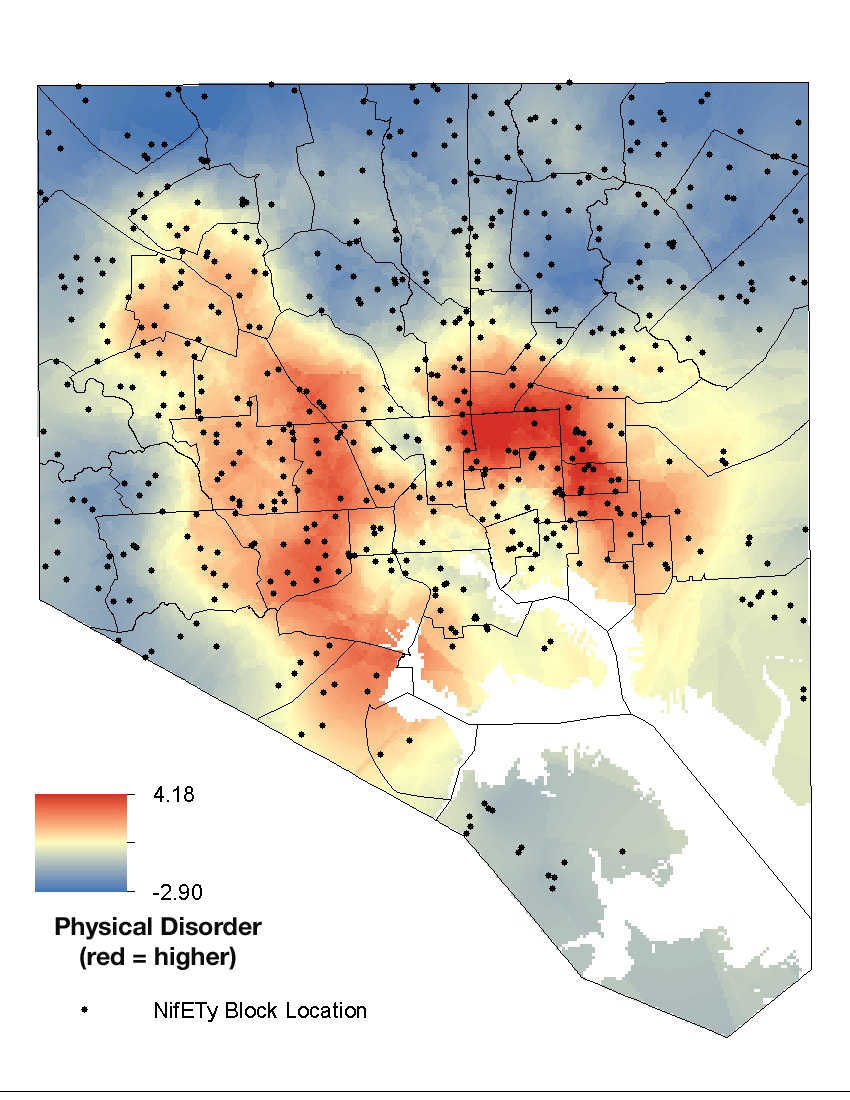 4.18
-2.90
Physical Disorder
(red = higher)
NifETy Block Location